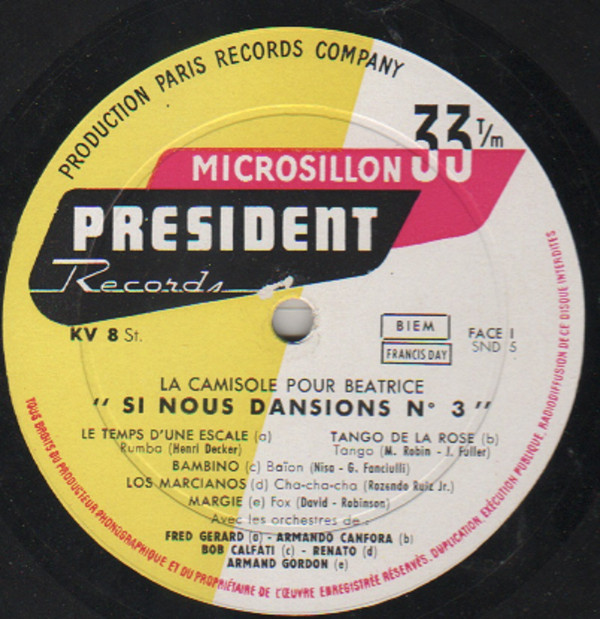 PRODUCTION PARIS RECORDS COMPANY
33 T/m
MICROSILLON
PRESIDENT
Records
KV 8 St.
BIEM
FRANCIS DAY
FACE I
SND 5
LA CAMISOLE POUR BEATRICE
" SI NOUS DANSIONS N° 3 "
LE TEMPS D'UNE ESCALE (a)
Rumba (Henri Decker)
TANGO DE LA ROSE (b)
Tango (M. Robin - J. Fuller)
BAMBINO (c) Baïon (Nisa - G. Fanciulli)
LOS MARCIANOS (d) Cha-cha-cha (Rozendo Ruiz Jr.)
MARGIE (e) Fox (David - Robinson)
Avec les orchestres de :
FRED GERARD (a) - ARMANDO CANFORA (b)
BOB CALFATI (c) - RENATO (d)
ARMAND GORDON (e)
TOUS DROITS DU PRODUCTEUR PHONOGRAPHIQUE ET DU PROPRIÉTAIRE DE L'ŒUVRE ENREGISTRÉE RÉSERVÉS. DUPLICATION, EXÉCUTION PUBLIQUE, RADIODIFFUSION DE CE DISQUE INTERDITES